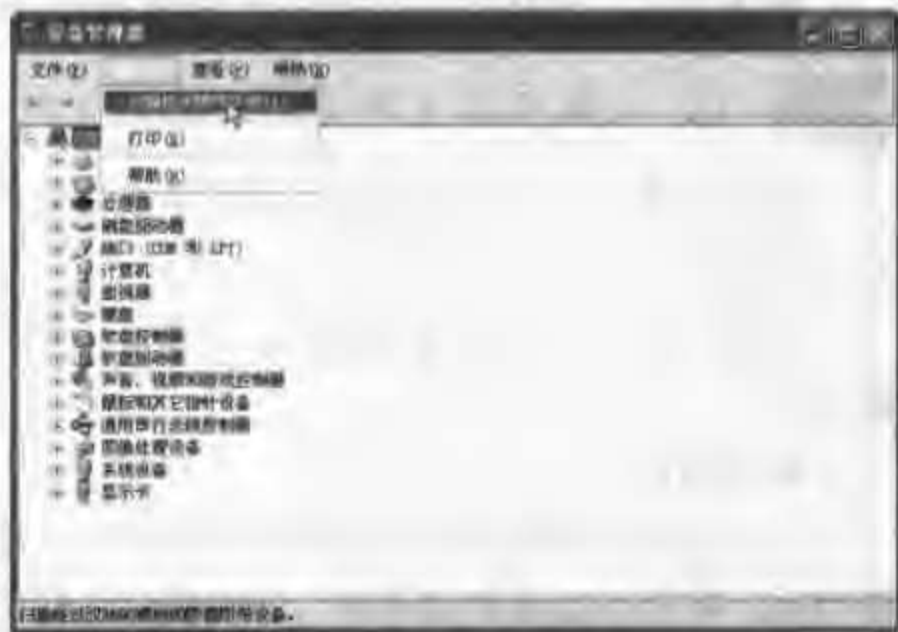 设备管理器
文件(F) 查看(V) 帮助(H)
打印(R)
帮助(H)
处理器
磁盘驱动器
端口 (COM 和 LPT)
计算机
监视器
键盘
软盘控制器
软盘驱动器
声音、视频和游戏控制器
鼠标和其它指针设备
通用串行总线控制器
图像处理设备
系统设备
显示卡